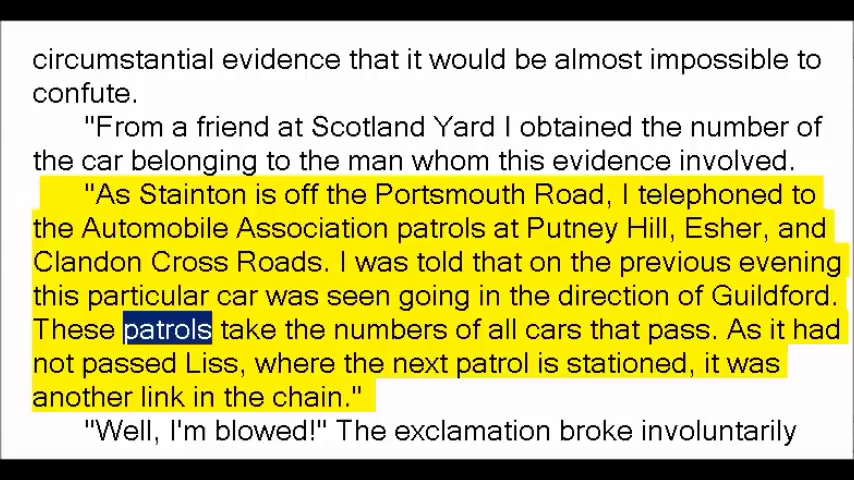 circumstantial evidence that it would be almost impossible to
confute.
"From a friend at Scotland Yard I obtained the number of
the car belonging to the man whom this evidence involved.
"As Stainton is off the Portsmouth Road, I telephoned to
the Automobile Association patrols at Putney Hill, Esher, and
Clandon Cross Roads. I was told that on the previous evening
this particular car was seen going in the direction of Guildford.
These patrols take the numbers of all cars that pass. As it had
not passed Liss, where the next patrol is stationed, it was
another link in the chain."
"Well, I'm blowed!" The exclamation broke involuntarily